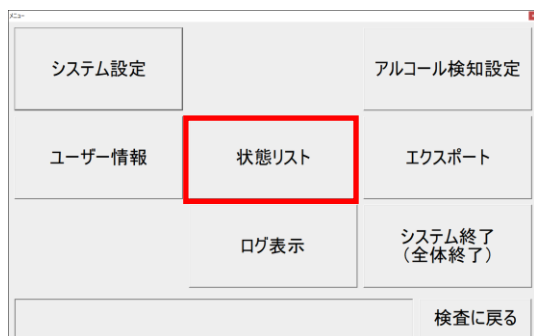 メニュー
システム設定
アルコール検知設定
ユーザー情報
状態リスト
エクスポート
ログ表示
システム終了
（全体終了）
検査に戻る